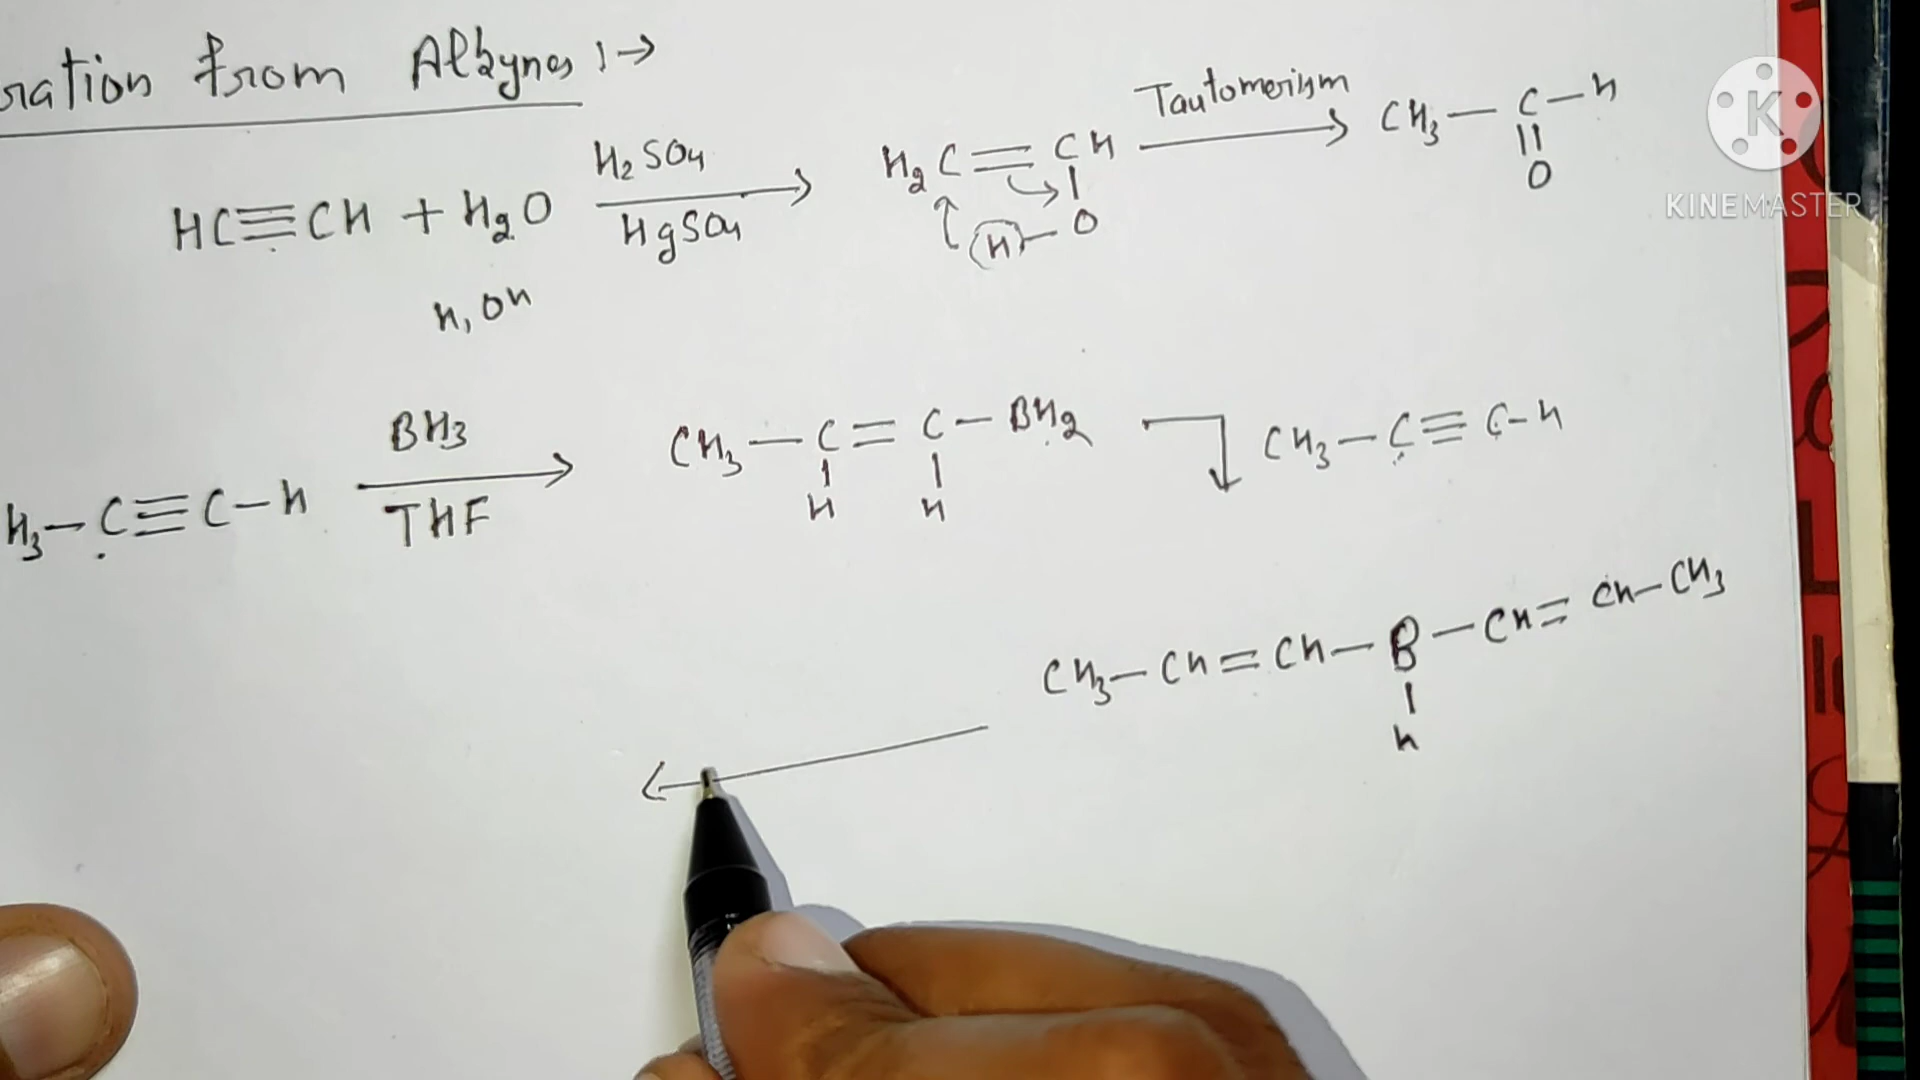 ration from Alkynes :→
HC≡CH + H2O H2SO4 HgSO4 → H2C=CH O H Tautomerism → CH3—C—H O
H, OH
H3—C≡C—H BH3 THF → CH3—C=C—BH2 H H CH3—C≡C—H
CH3—CH=CH—B—CH=CH—CH3
H
K
KINEMASTER